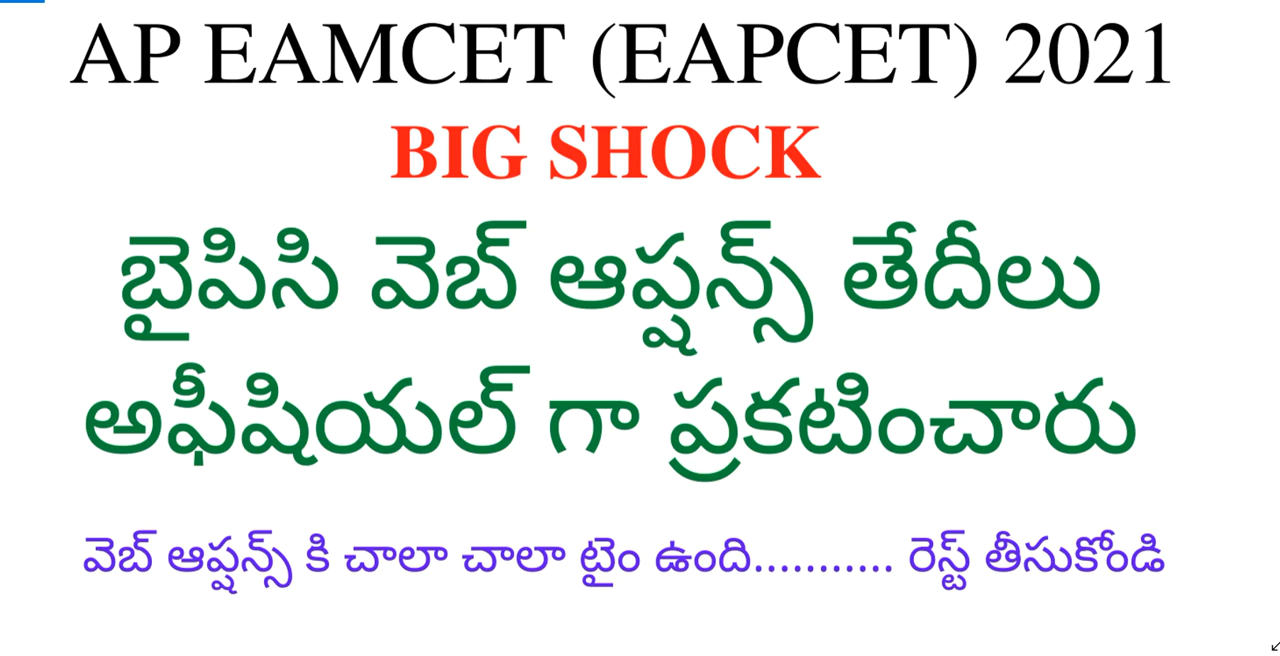 AP EAMCET (EAPCET) 2021
BIG SHOCK
బైపిసి వెబ్ ఆప్షన్స్ తేదీలు
అఫీషియల్ గా ప్రకటించారు
వెబ్ ఆప్షన్స్ కి చాలా చాలా టైం ఉంది........... రెస్ట్ తీసుకోండి